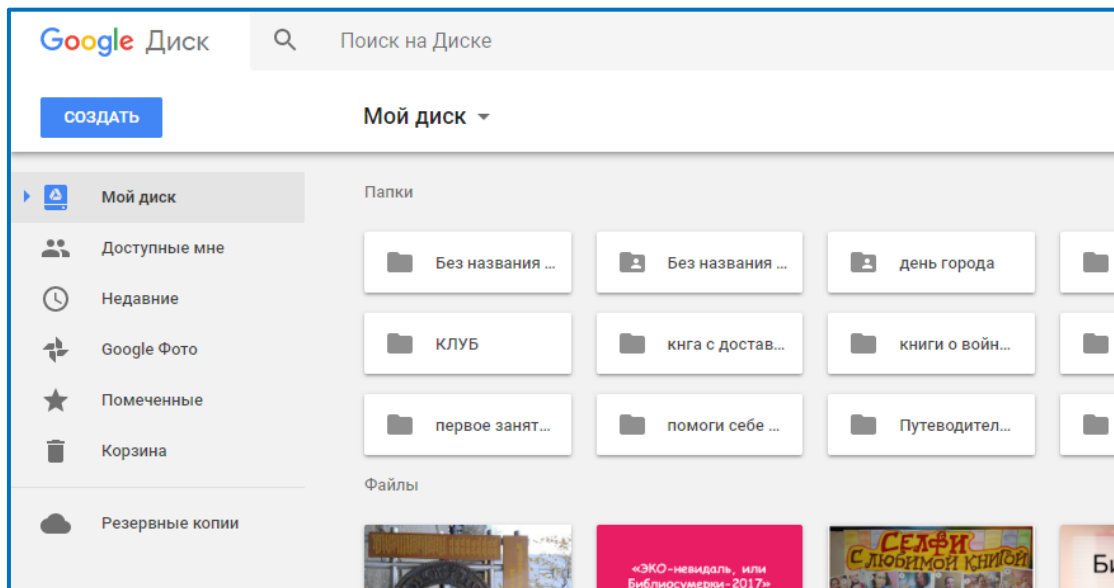 Google Диск
Поиск на Диске
СОЗДАТЬ
Мой диск
Мой диск
Доступные мне
Недавние
Google Фото
Помеченные
Корзина
Резервные копии
Папки
Без названия ...
Без названия ...
день города
КЛУБ
кнга с достав...
книги о войн...
первое занят...
помоги себе ...
Путеводител...
Файлы
«ЭКО-невидаль, или
Библиосумерки-2017»
СЕЛФИ
С ЛЮБИМОЙ КНИГОЙ